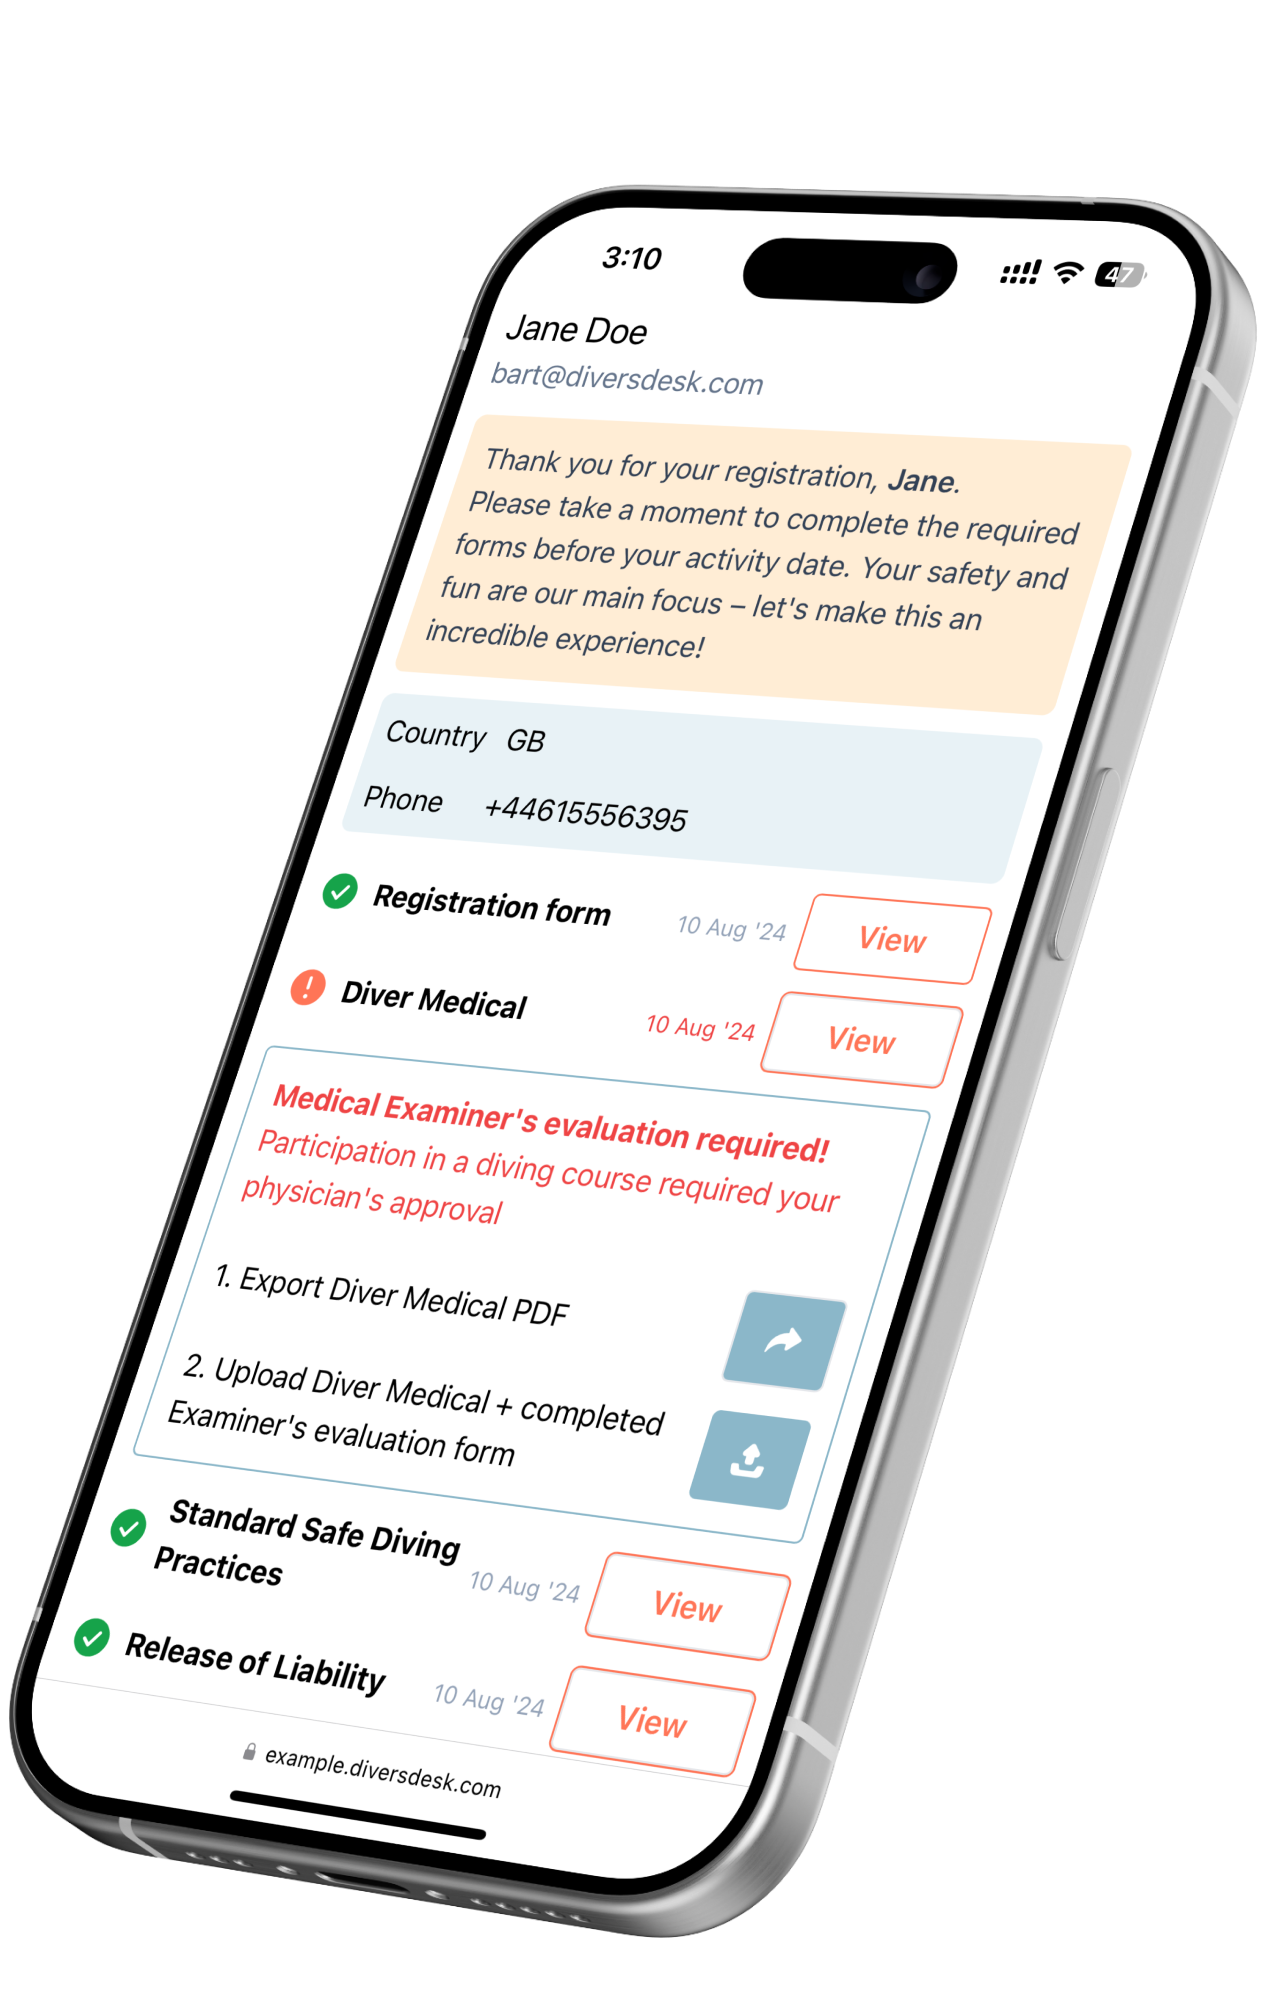 3:10
47
Jane Doe
bart@diversdesk.com
Thank you for your registration, Jane.
Please take a moment to complete the required
forms before your activity date. Your safety and
fun are our main focus – let's make this an
incredible experience!
Country GB
Phone +44615556395
Registration form 10 Aug '24 View
Diver Medical 10 Aug '24 View
Medical Examiner's evaluation required!
Participation in a diving course required your
physician's approval
1. Export Diver Medical PDF
2. Upload Diver Medical + completed
Examiner's evaluation form
Standard Safe Diving
Practices 10 Aug '24 View
Release of Liability 10 Aug '24 View
example.diversdesk.com